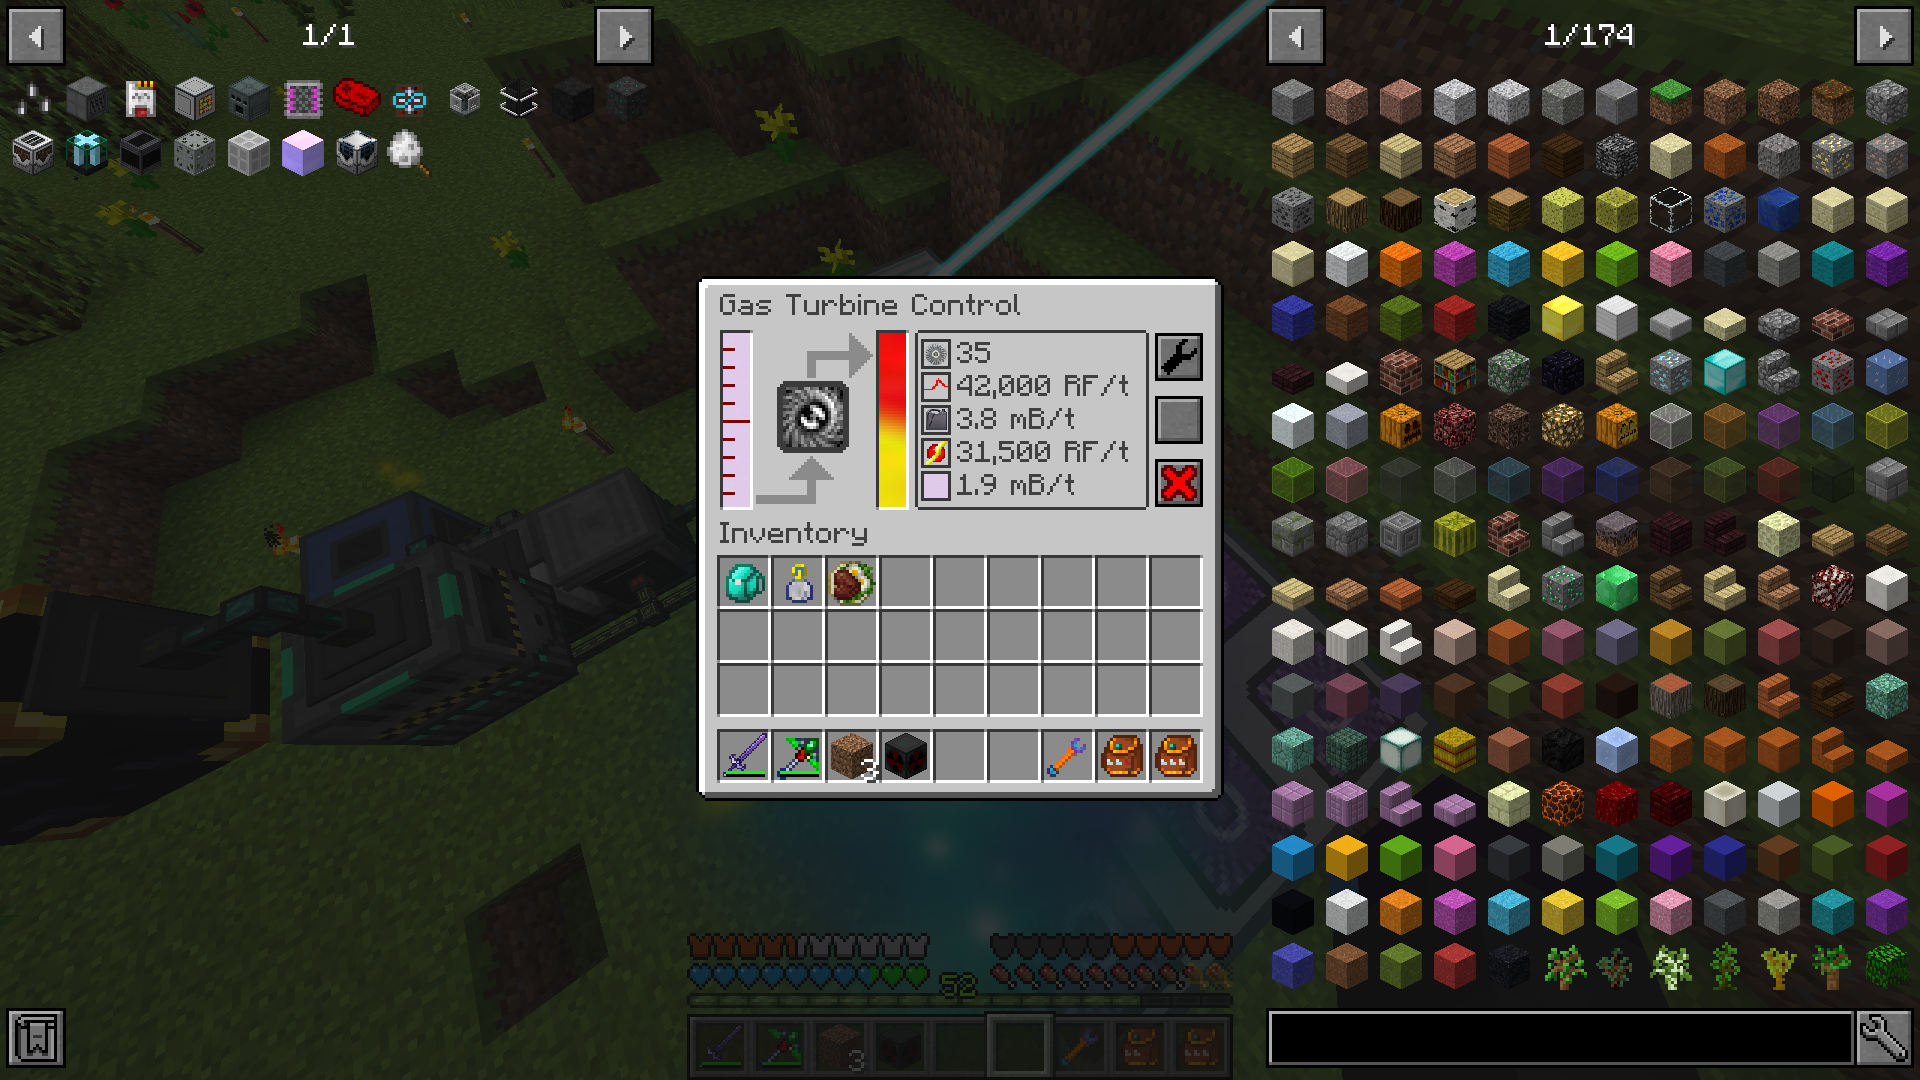 1/1
1/174
Gas Turbine Control
35
42,000 RF/t
3.8 mB/t
31,500 RF/t
1.9 mB/t
Inventory
3
52
3